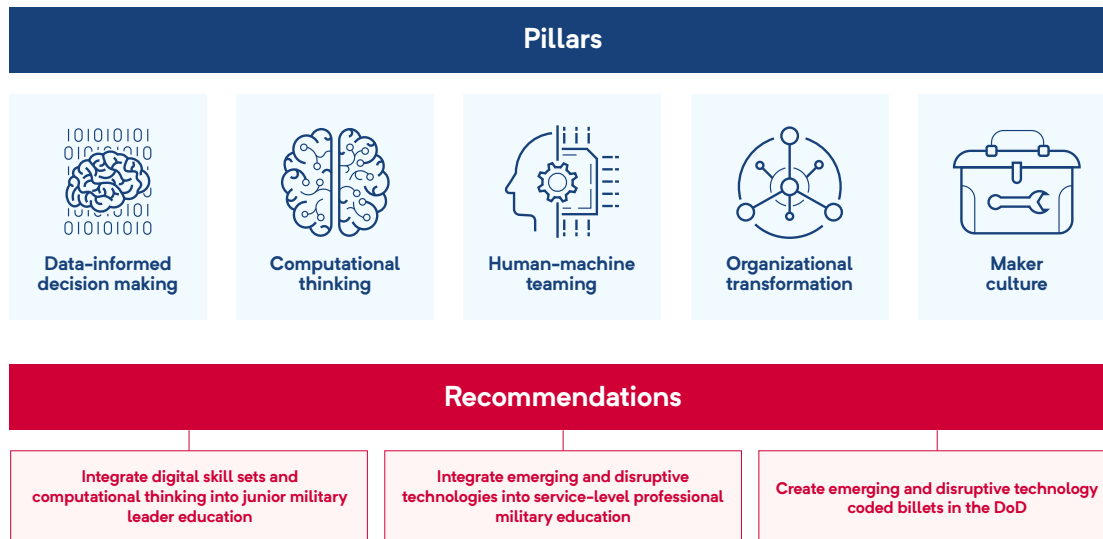 Pillars
101010101
Data-informed
decision making
Computational
thinking
Human-machine
teaming
Organizational
transformation
Maker
culture
Recommendations
Integrate digital skill sets and
computational thinking into junior military
leader education
Integrate emerging and disruptive
technologies into service-level professional
military education
Create emerging and disruptive technology
coded billets in the DoD